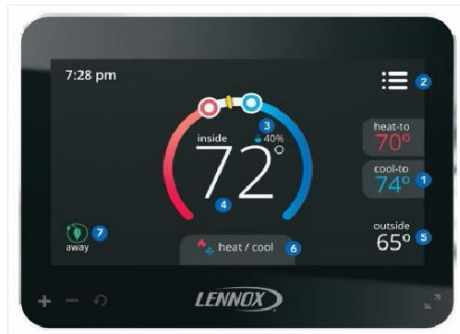 7:28 pm
2
3
inside 40%
72°
4
heat-to
70°
cool-to
74° 1
outside
65° 5
7
away
heat / cool 6
+ -
LENNOX